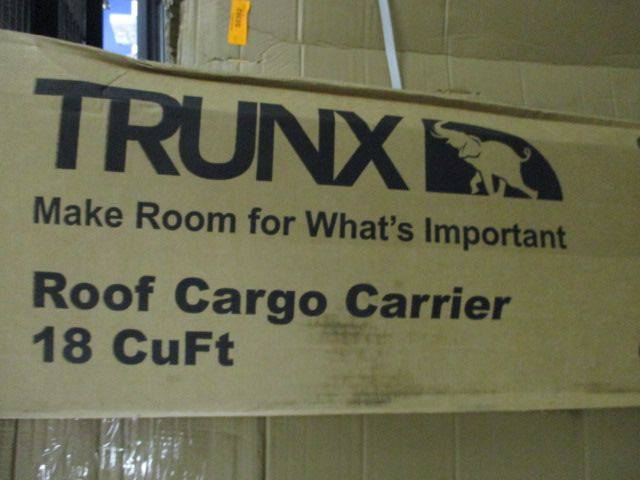 TRUNX
Make Room for What's Important
Roof Cargo Carrier
18 CuFt